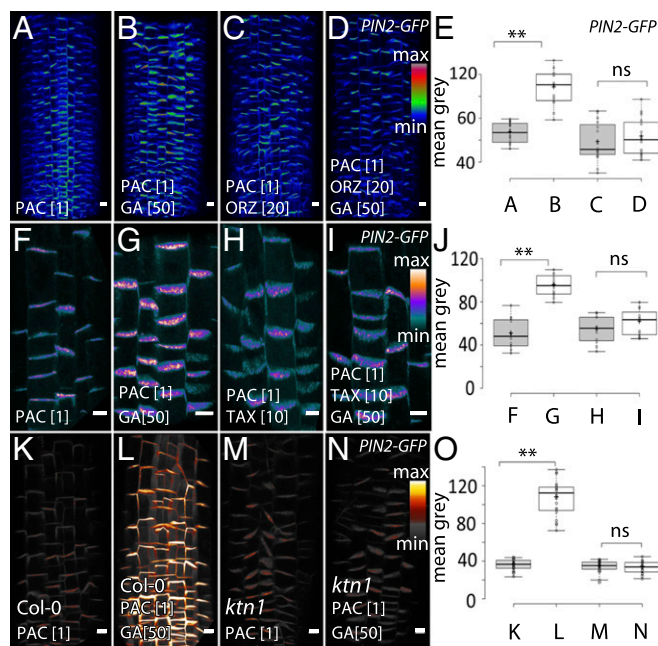 A
PAC [1]
B
PAC [1]
GA [50]
C
PAC [1]
ORZ [20]
D
PIN2-GFP
max
min
PAC [1]
ORZ [20]
GA [50]
E
PIN2-GFP
mean grey
120
60
40
**
ns
A B C D
F
PAC [1]
G
PAC [1]
GA[50]
H
PAC [1]
TAX [10]
I
PIN2-GFP
max
min
PAC [1]
TAX [10]
GA [50]
J
mean grey
120
80
40
0
**
ns
F G H I
K
Col-0
PAC [1]
L
Col-0
PAC [1]
GA[50]
M
ktn1
PAC [1]
N
PIN2-GFP
max
min
ktn1
PAC [1]
GA[50]
O
mean grey
120
80
40
0
**
ns
K L M N